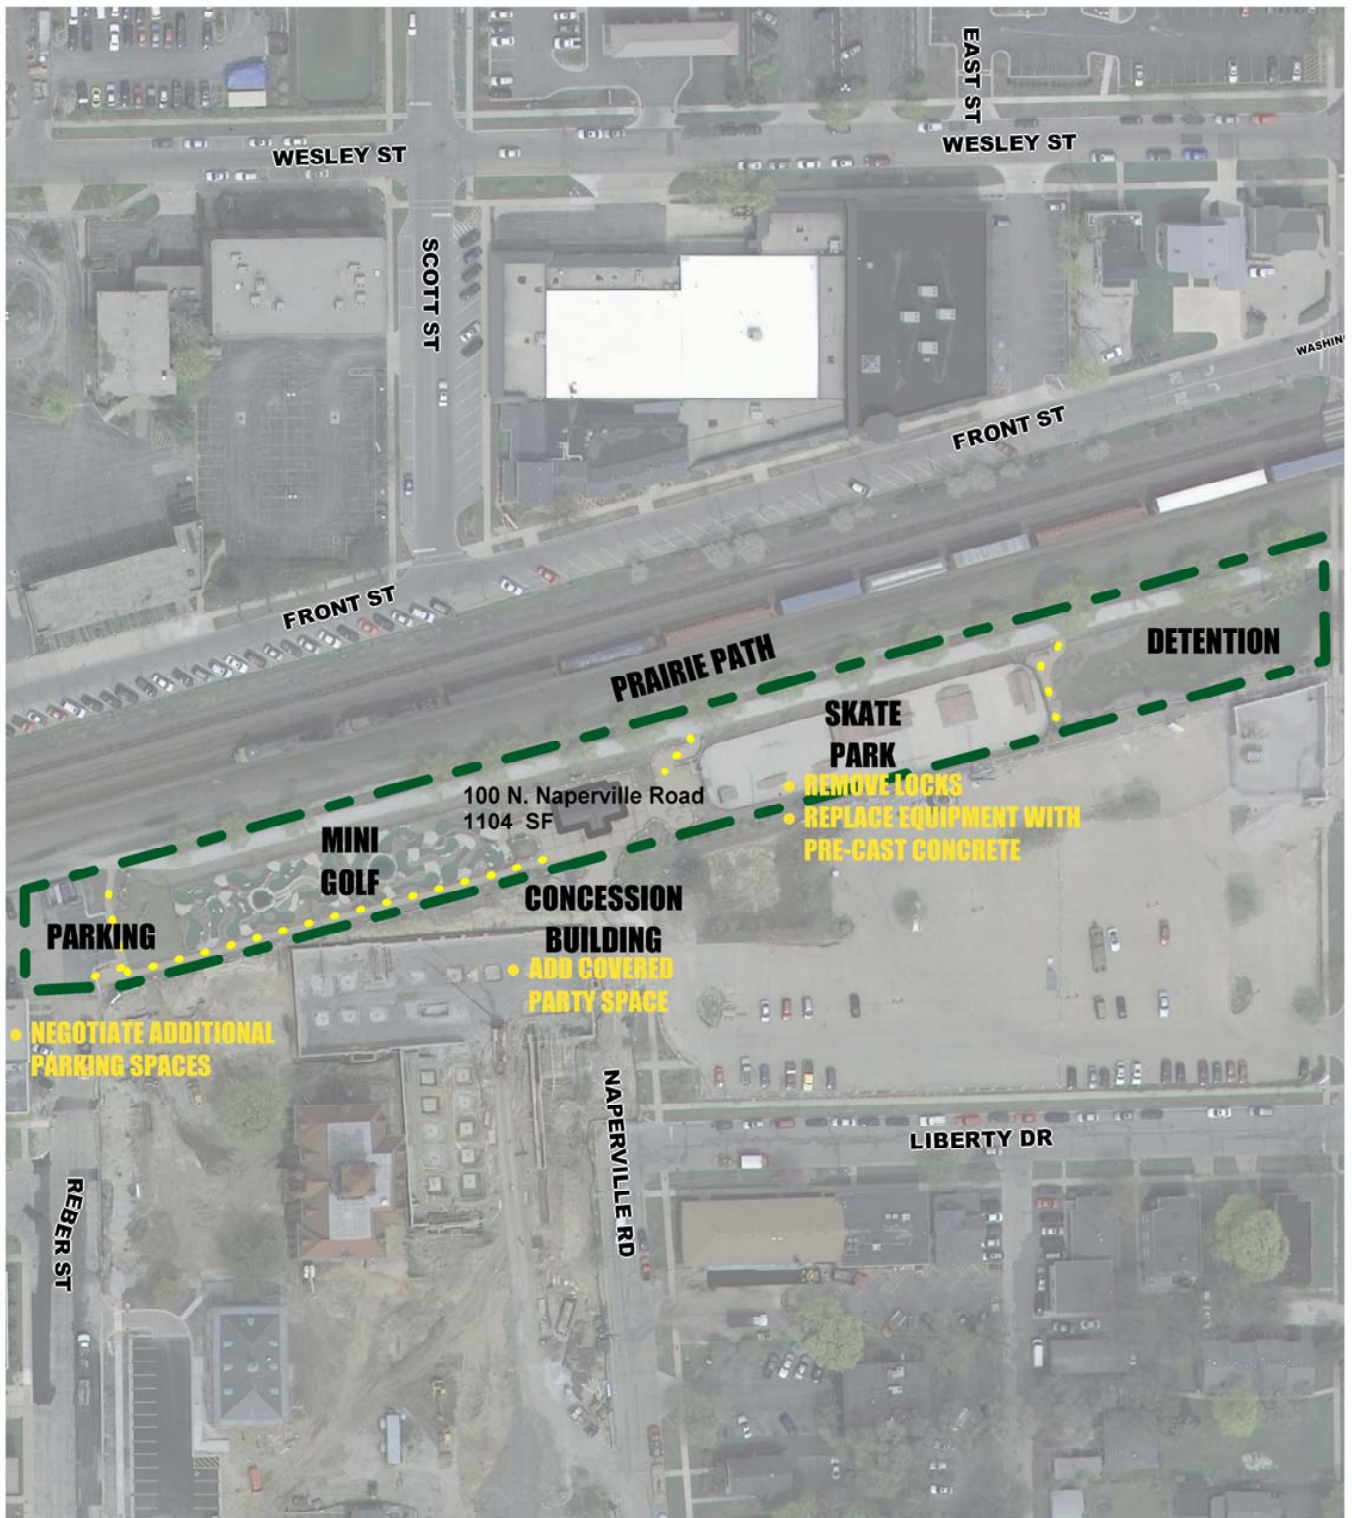 EAST ST
WESLEY ST
WESLEY ST
SCOTT ST
WASHIN
FRONT ST
FRONT ST
PRAIRIE PATH
DETENTION
SKATE
PARK
• REMOVE LOCKS
• REPLACE EQUIPMENT WITH
PRE-CAST CONCRETE
100 N. Naperville Road
1104 SF
MINI
GOLF
PARKING
CONCESSION
BUILDING
• ADD COVERED
PARTY SPACE
• NEGOTIATE ADDITIONAL
PARKING SPACES
NAPERVILLE RD
LIBERTY DR
REBER ST